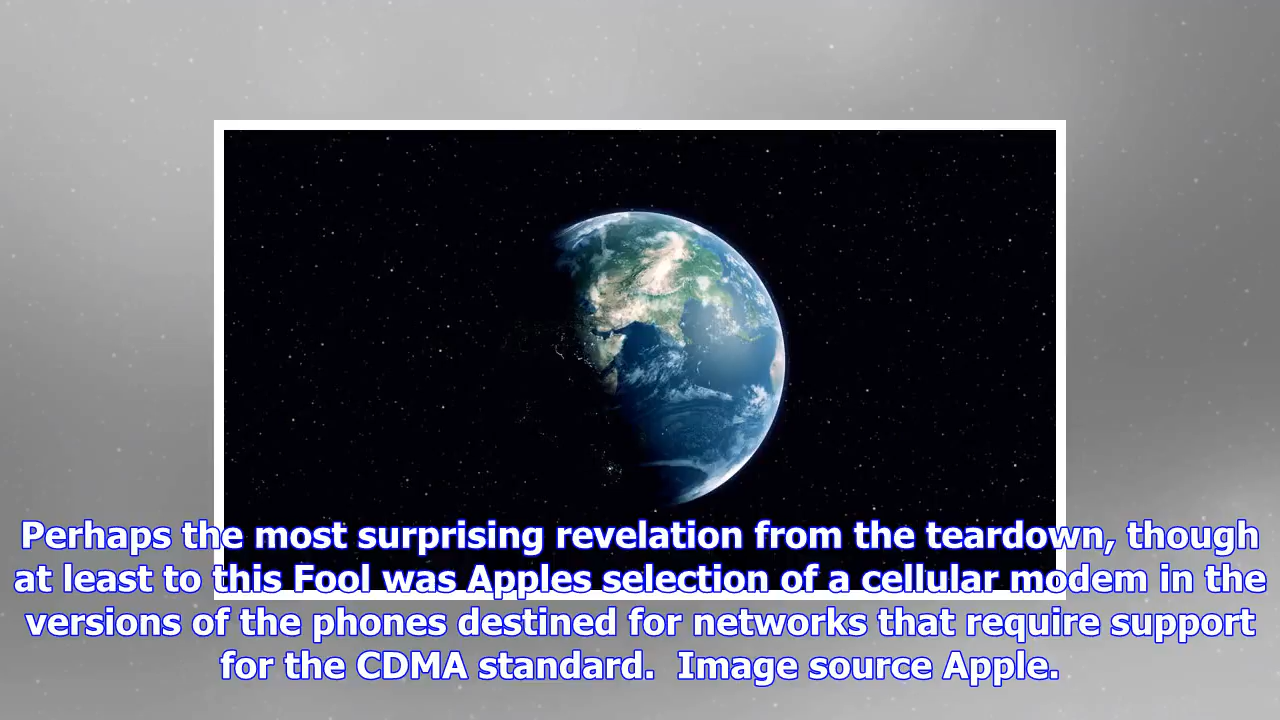 Perhaps the most surprising revelation from the teardown, though
at least to this Fool was Apples selection of a cellular modem in the
versions of the phones destined for networks that require support
for the CDMA standard.  Image source Apple.